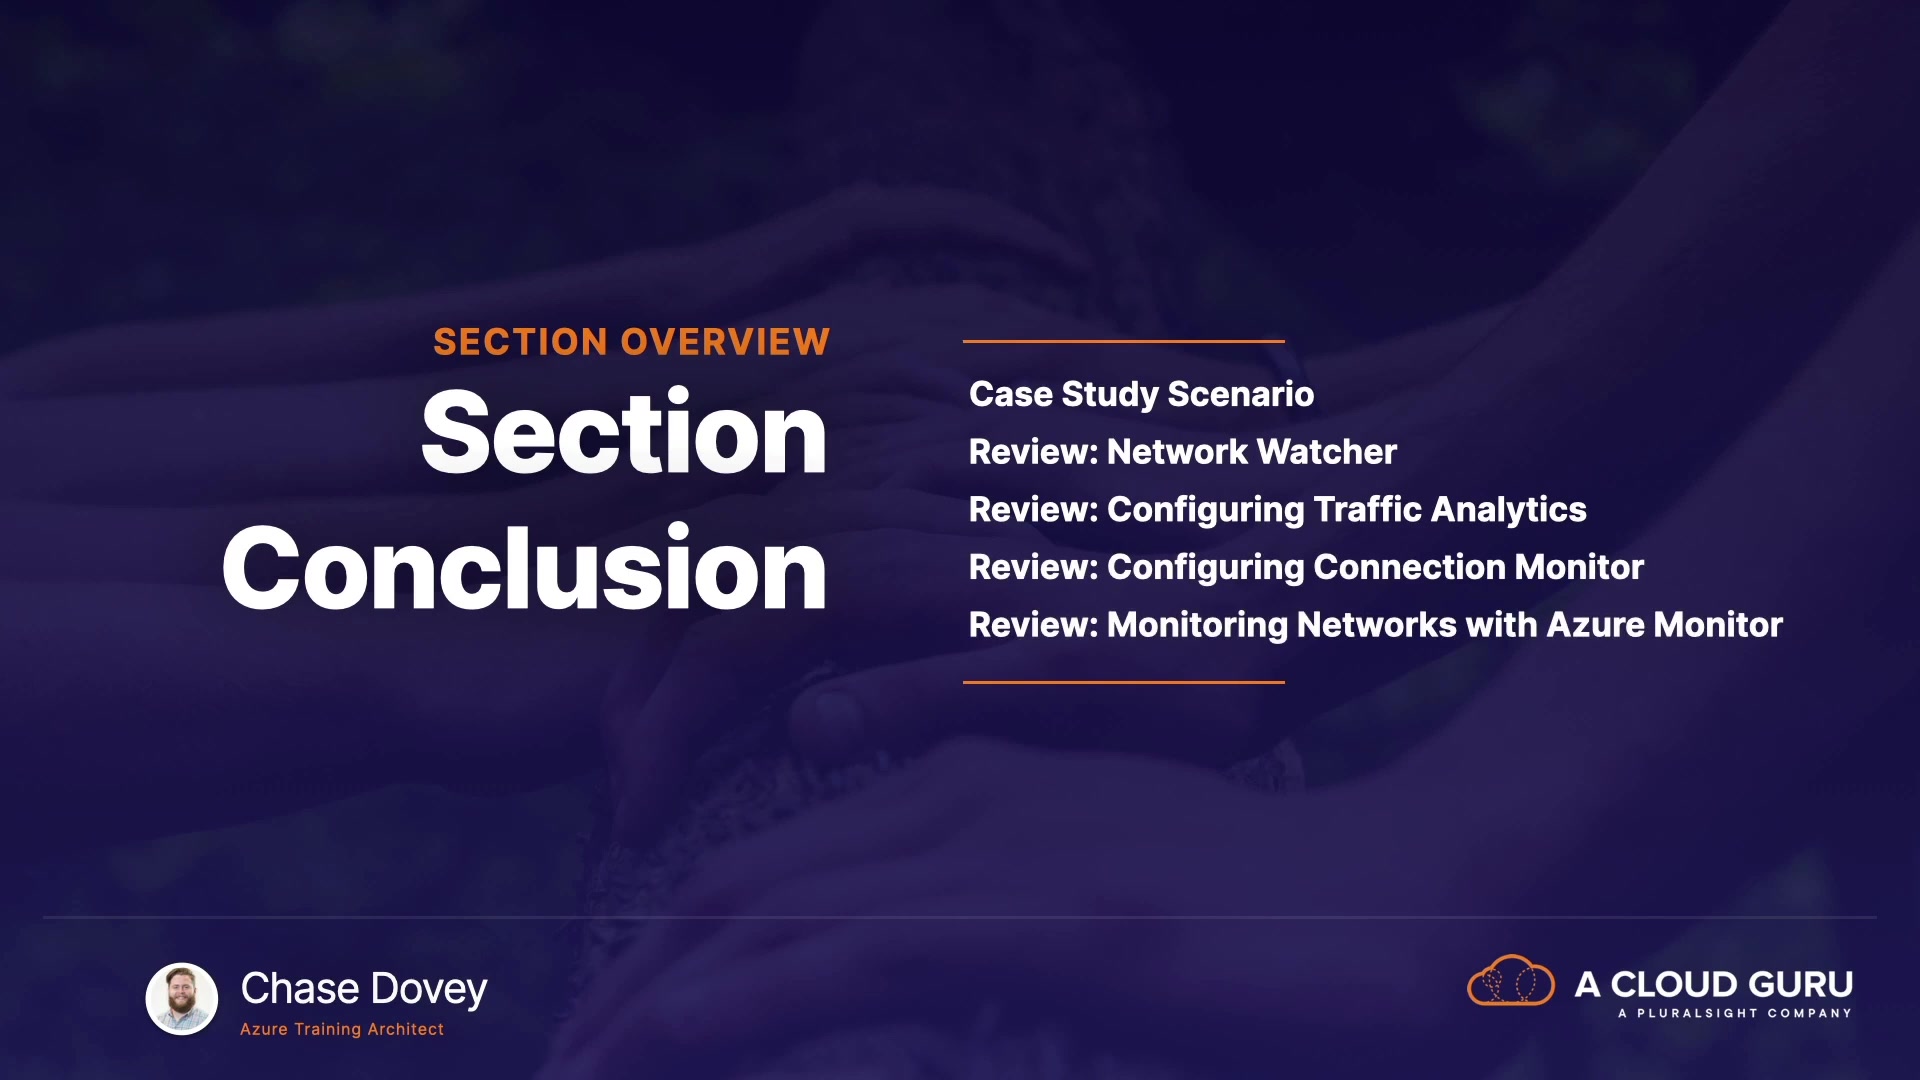 SECTION OVERVIEW
Section
Conclusion
Case Study Scenario
Review: Network Watcher
Review: Configuring Traffic Analytics
Review: Configuring Connection Monitor
Review: Monitoring Networks with Azure Monitor
Chase Dovey
Azure Training Architect
A CLOUD GURU
A PLURALSIGHT COMPANY